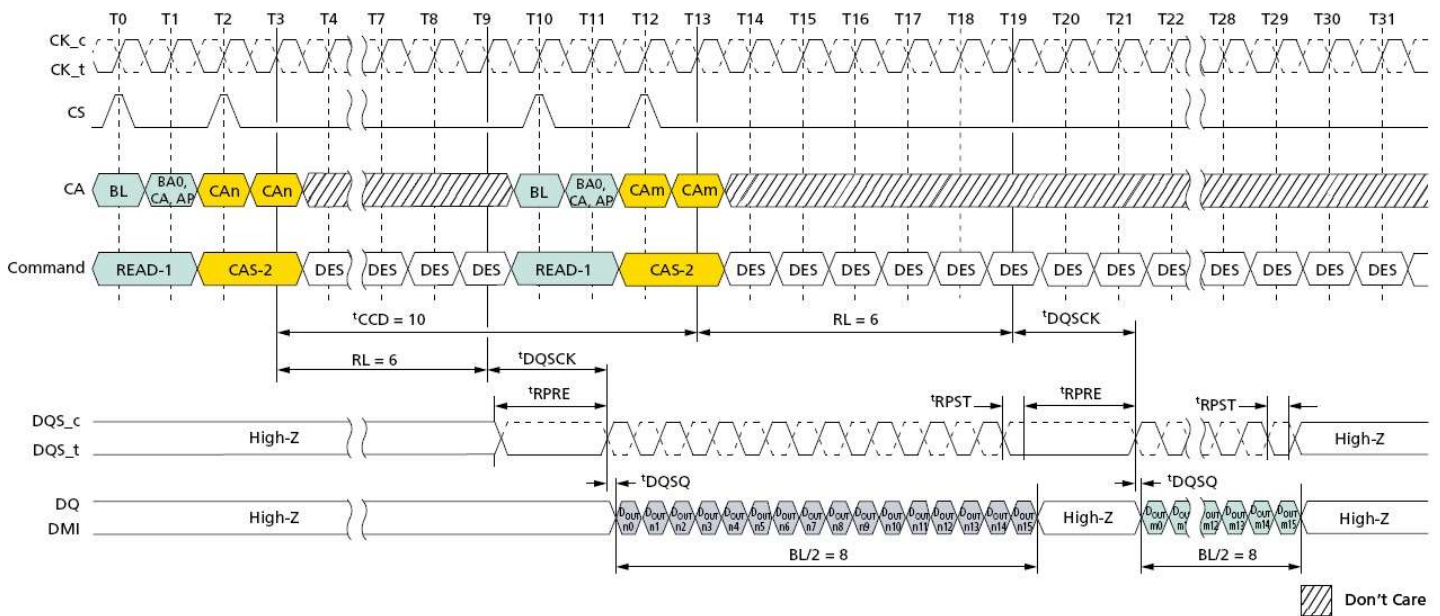 T0 T1 T2 T3 T4 T7 T8 T9 T10 T11 T12 T13 T14 T15 T16 T17 T18 T19 T20 T21 T22 T28 T29 T30 T31
CK_c
CK_t
CS
CA BL BA0, CA, AP CAn CAn BL BA0, CA, AP CAm CAm
Command READ-1 CAS-2 DES DES DES DES READ-1 CAS-2 DES DES DES DES DES DES DES DES DES DES DES DES DES
tCCD = 10 RL = 6 tDQSCK
RL = 6 tDQSCK
tRPRE tRPST tRPRE tRPST
DQS_c
DQS_t
High-Z High-Z
tDQSQ tDQSQ
DQ
DMI
High-Z DOUT n0 DOUT n1 DOUT n2 DOUT n3 DOUT n4 DOUT n5 DOUT n6 DOUT n7 DOUT n8 DOUT n9 DOUT n10 DOUT n11 DOUT n12 DOUT n13 DOUT n14 DOUT n15 High-Z DOUT m0 DOUT m1 DOUT m12 DOUT m13 DOUT m14 DOUT m15 High-Z
BL/2 = 8 BL/2 = 8
Don't Care